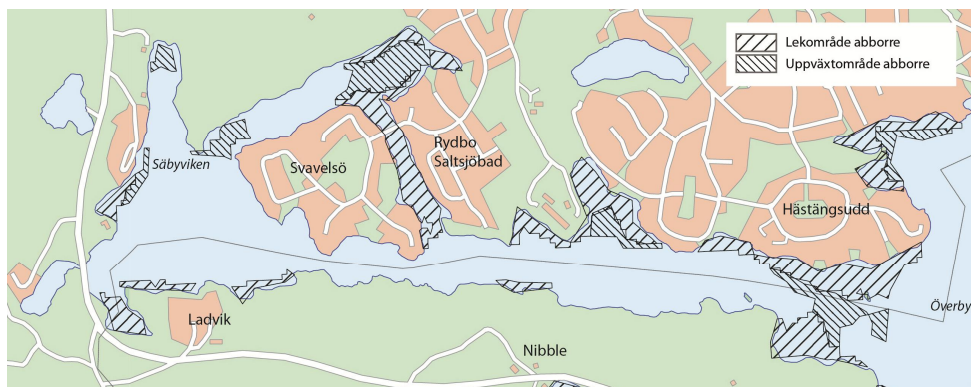 Lekområde abborre
Uppväxtområde abborre
Säbyviken
Svavelsö
Rydbo
Saltsjöbad
Hästängsudd
Ladvik
Nibble
Överby